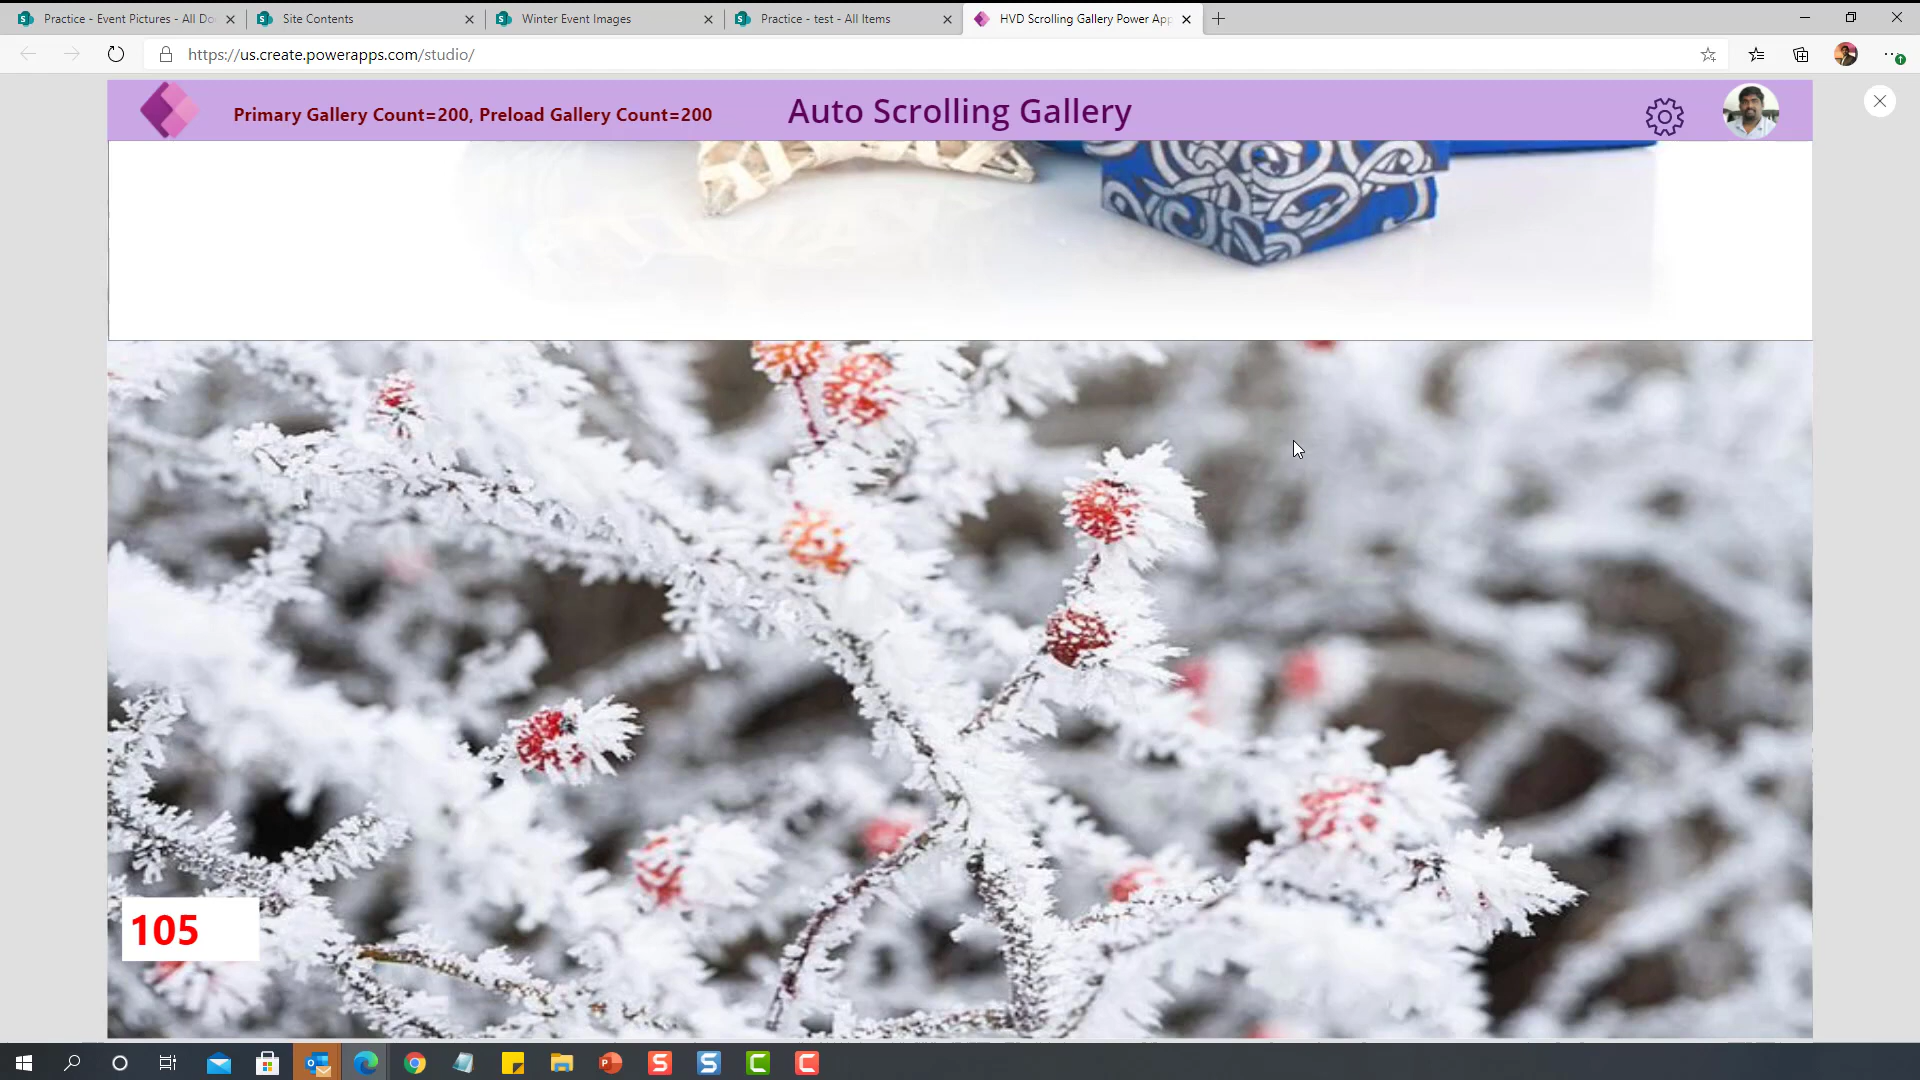 Practice - Event Pictures - All Do
Site Contents
Winter Event Images
Practice - test - All Items
HVD Scrolling Gallery Power App
https://us.create.powerapps.com/studio/
Primary Gallery Count=200, Preload Gallery Count=200
Auto Scrolling Gallery
105